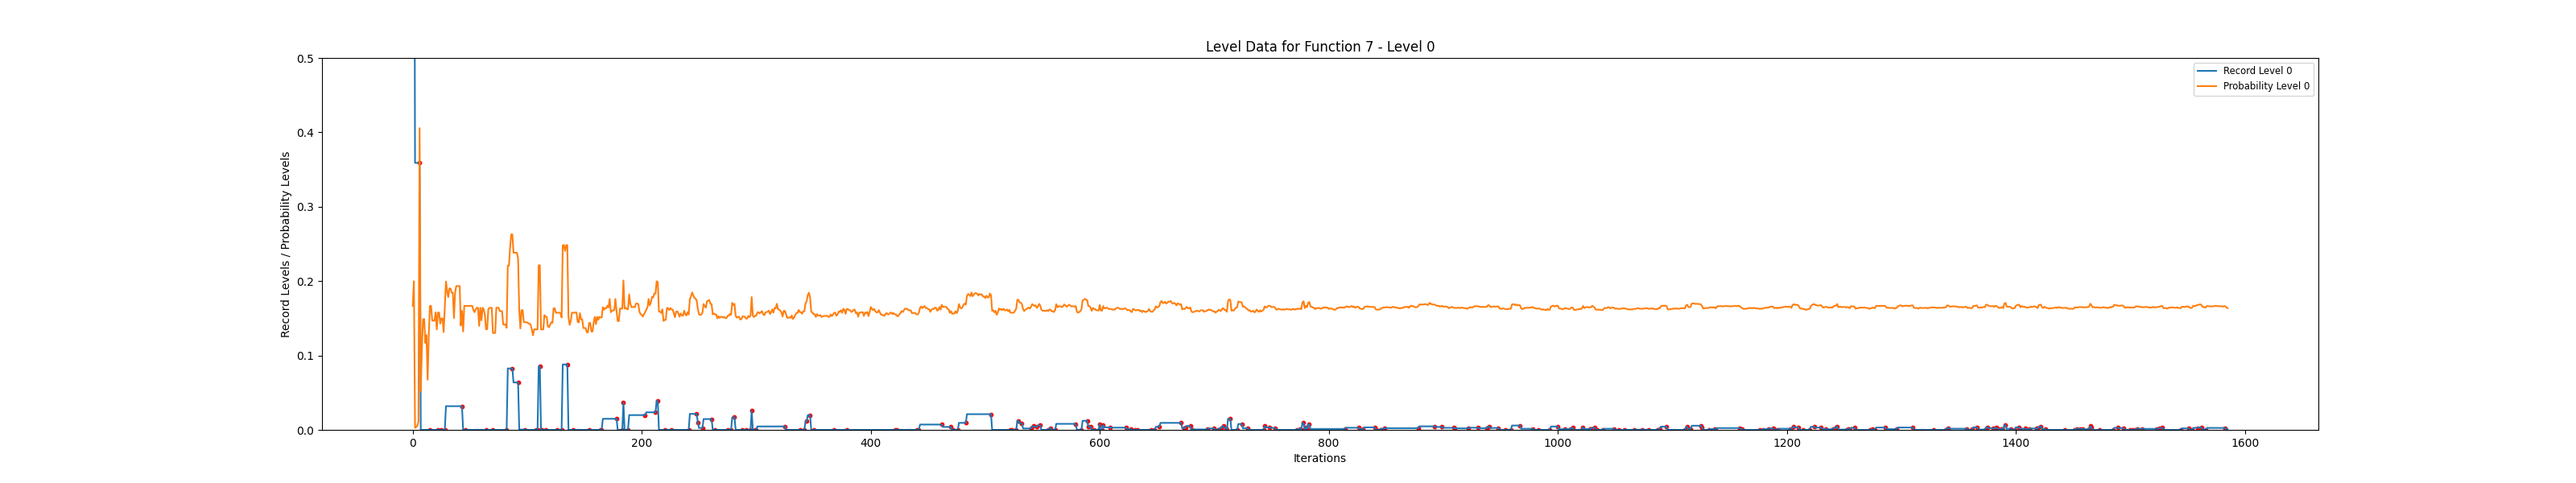 Level Data for Function 7 - Level 0
Record Level 0
Probability Level 0
Record Levels / Probability Levels
0.5
0.4
0.3
0.2
0.1
0.0
0 200 400 600 800 1000 1200 1400 1600
Iterations